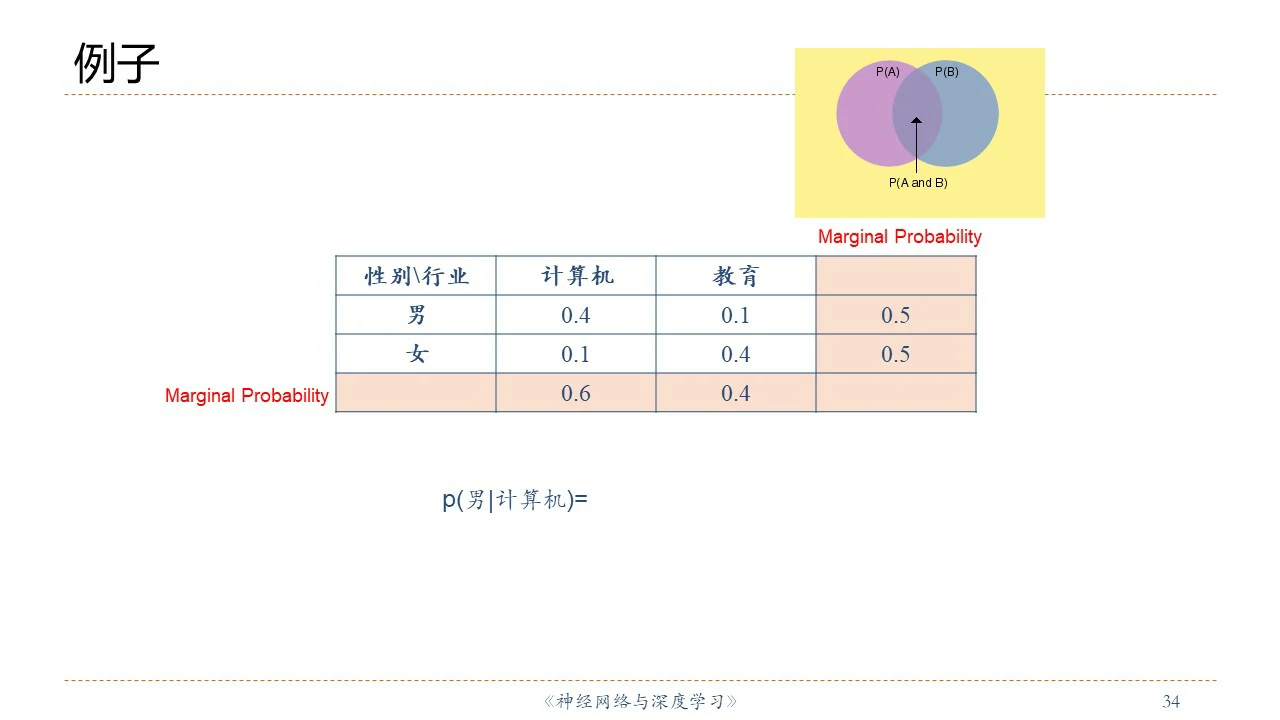 例子
P(A) P(B)
P(A and B)
Marginal Probability
性别\行业 计算机 教育
男 0.4 0.1 0.5
女 0.1 0.4 0.5
Marginal Probability 0.6 0.4
p(男|计算机)=
《神经网络与深度学习》 34